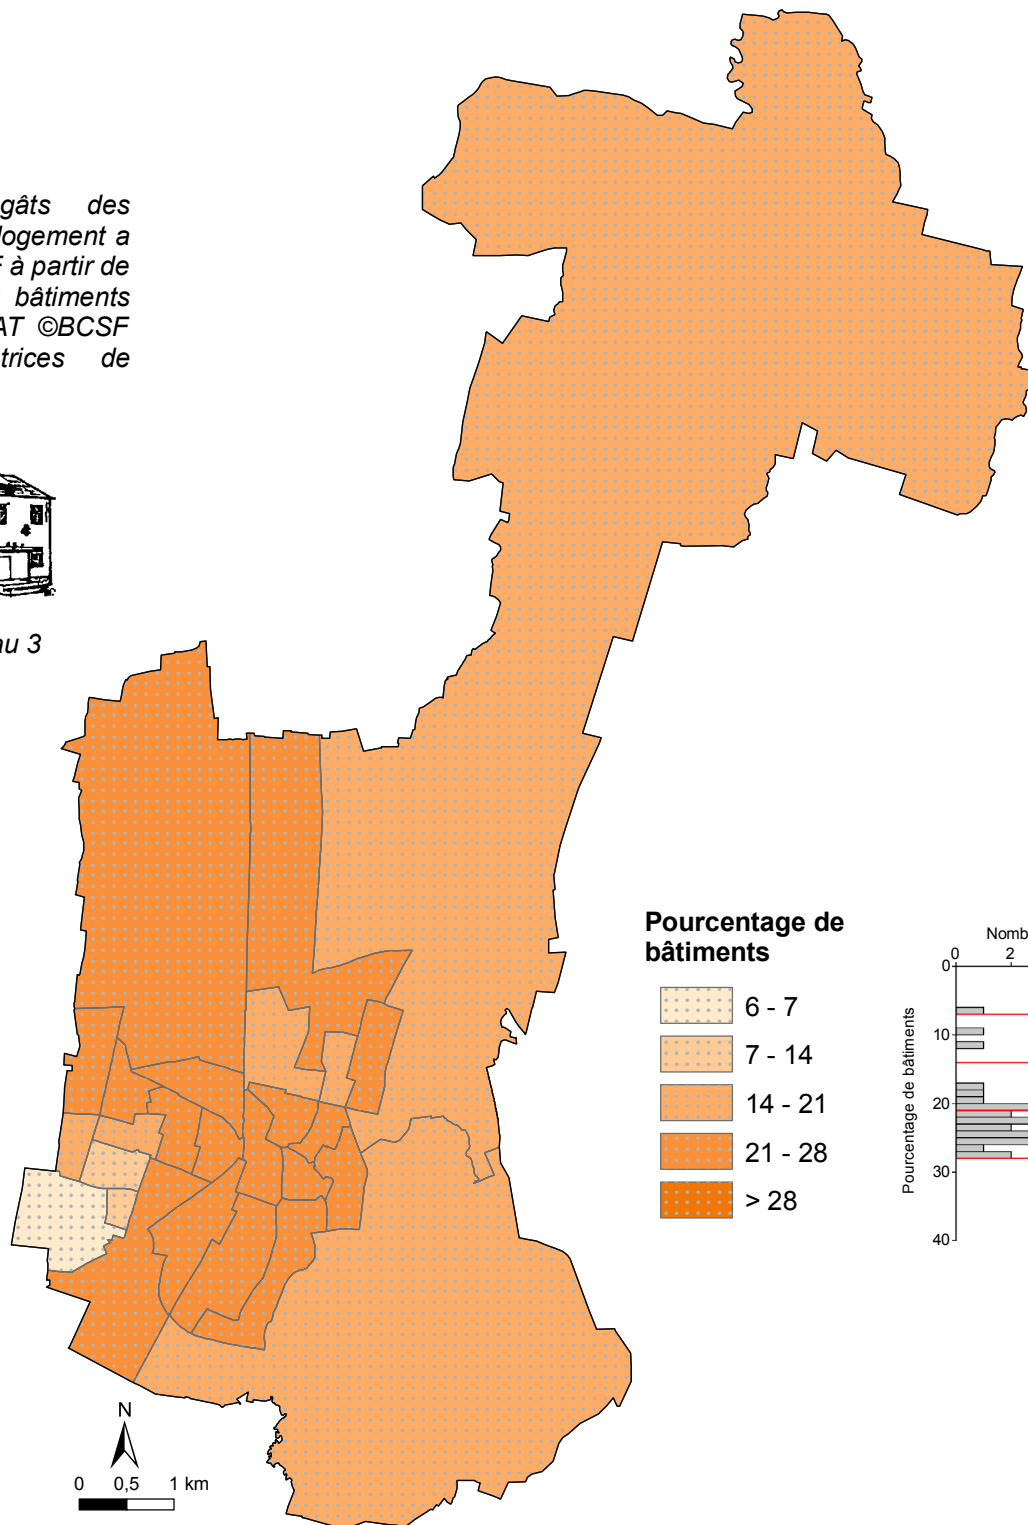 gâts des
logement a
à partir de
bâtiments
AT ©BCSF
trices de
au 3
Pourcentage de
bâtiments
6 - 7
7 - 14
14 - 21
21 - 28
> 28
Nomb
0 2
0
10
20
30
40
Pourcentage de bâtiments
N
0 0,5 1 km